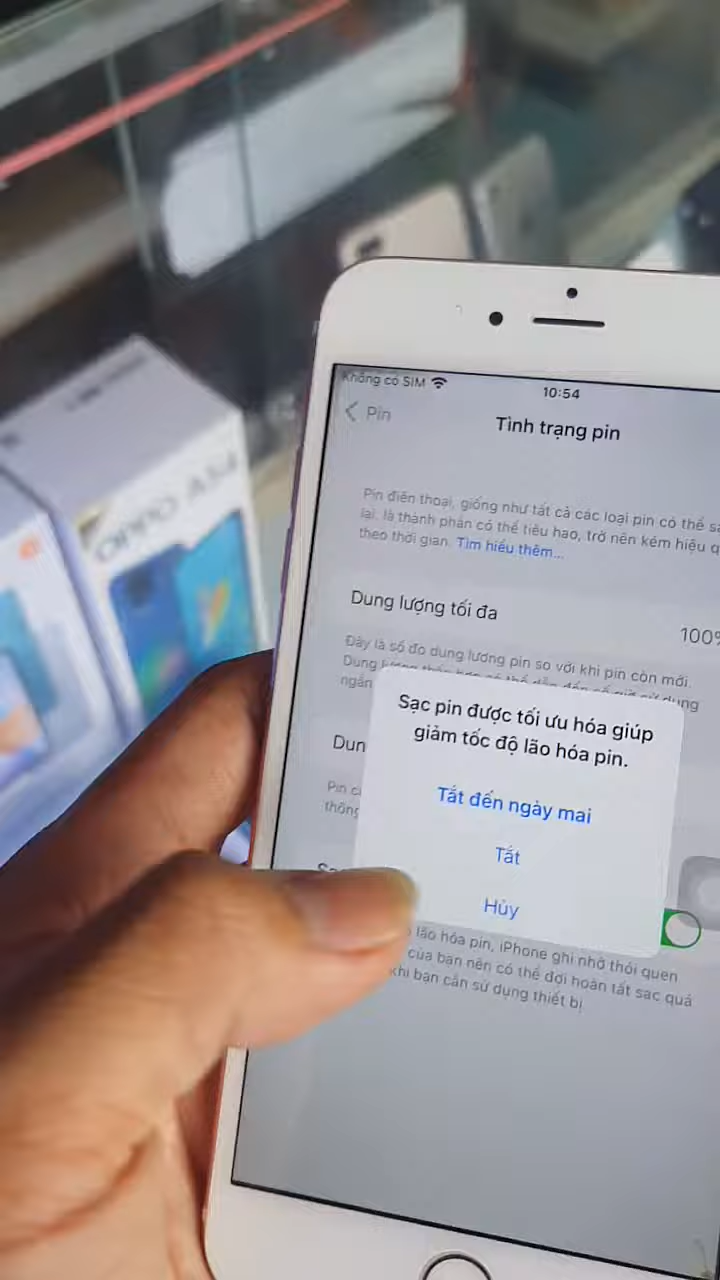 OPPO A54
Không có SIM
10:54
Pin
Tình trạng pin
Pin điện thoại, giống như tất cả các loại pin có thể sạ
lại, là thành phần có thể tiêu hao, trở nên kém hiệu q
theo thời gian. Tìm hiểu thêm...
Dung lượng tối đa
100%
Đây là số đo dung lượng pin so với khi pin còn mới.
Dung lượng thấp hơn có thể dẫn đến số giờ sử dụng
ngắn
Sạc pin được tối ưu hóa giúp
giảm tốc độ lão hóa pin.
Dun
Pin c
thông
Tắt đến ngày mai
Tắt
Hủy
lão hóa pin, iPhone ghi nhớ thói quen
của bạn nên có thể đợi hoàn tất sạc quá
khi bạn cần sử dụng thiết bị